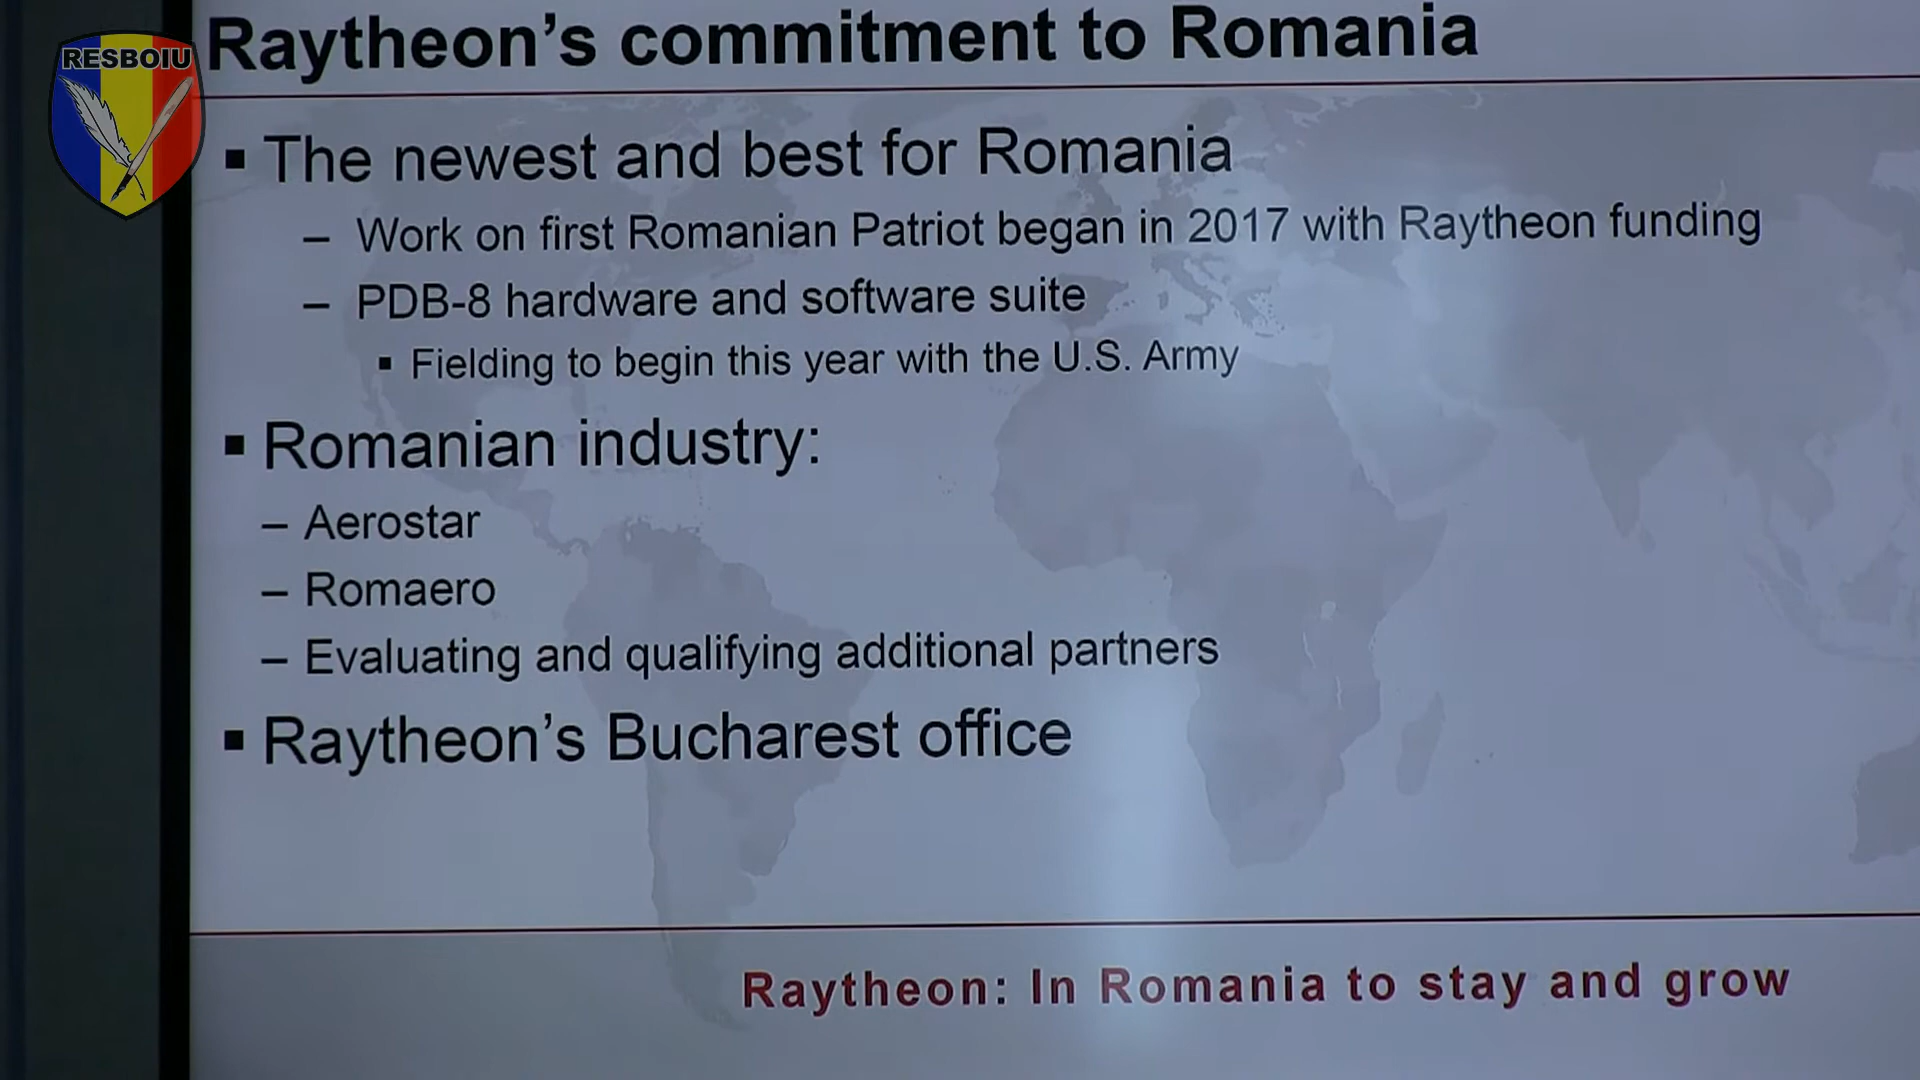 RESBOIU
Raytheon's commitment to Romania
▪ The newest and best for Romania
– Work on first Romanian Patriot began in 2017 with Raytheon funding
– PDB-8 hardware and software suite
▪ Fielding to begin this year with the U.S. Army
▪ Romanian industry:
– Aerostar
– Romaero
– Evaluating and qualifying additional partners
▪ Raytheon's Bucharest office
Raytheon: In Romania to stay and grow